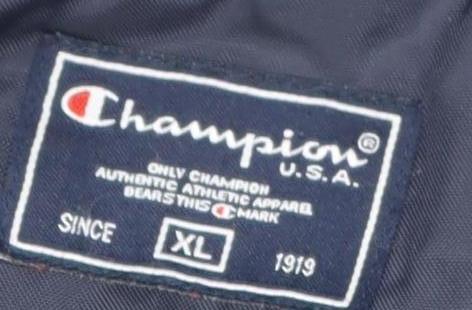 Champion®
U.S.A.
ONLY CHAMPION
AUTHENTIC ATHLETIC APPAREL
BEARS THIS C MARK
SINCE XL 1919